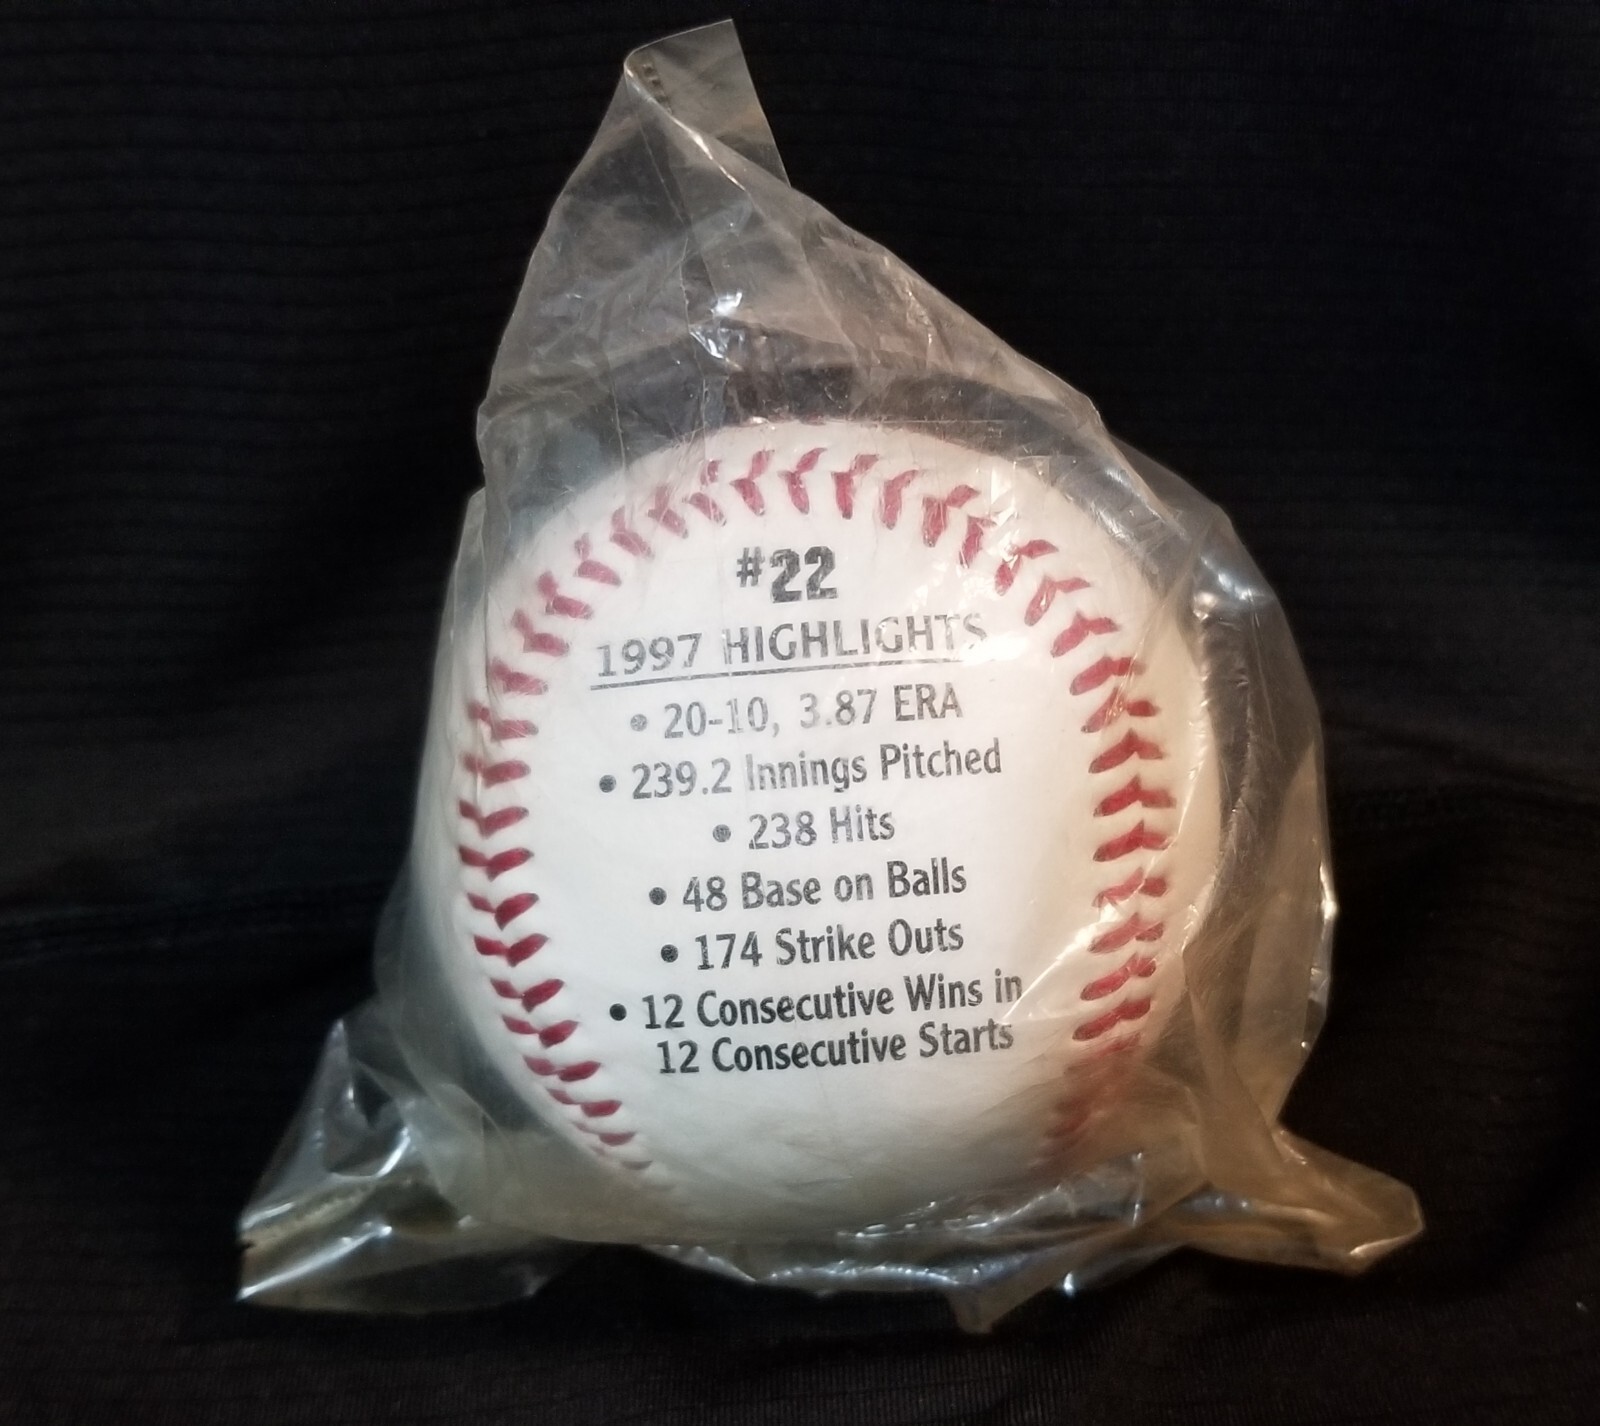 #22
1997 HIGHLIGHTS
• 20-10, 3.87 ERA
• 239.2 Innings Pitched
• 238 Hits
• 48 Base on Balls
• 174 Strike Outs
• 12 Consecutive Wins in
12 Consecutive Starts